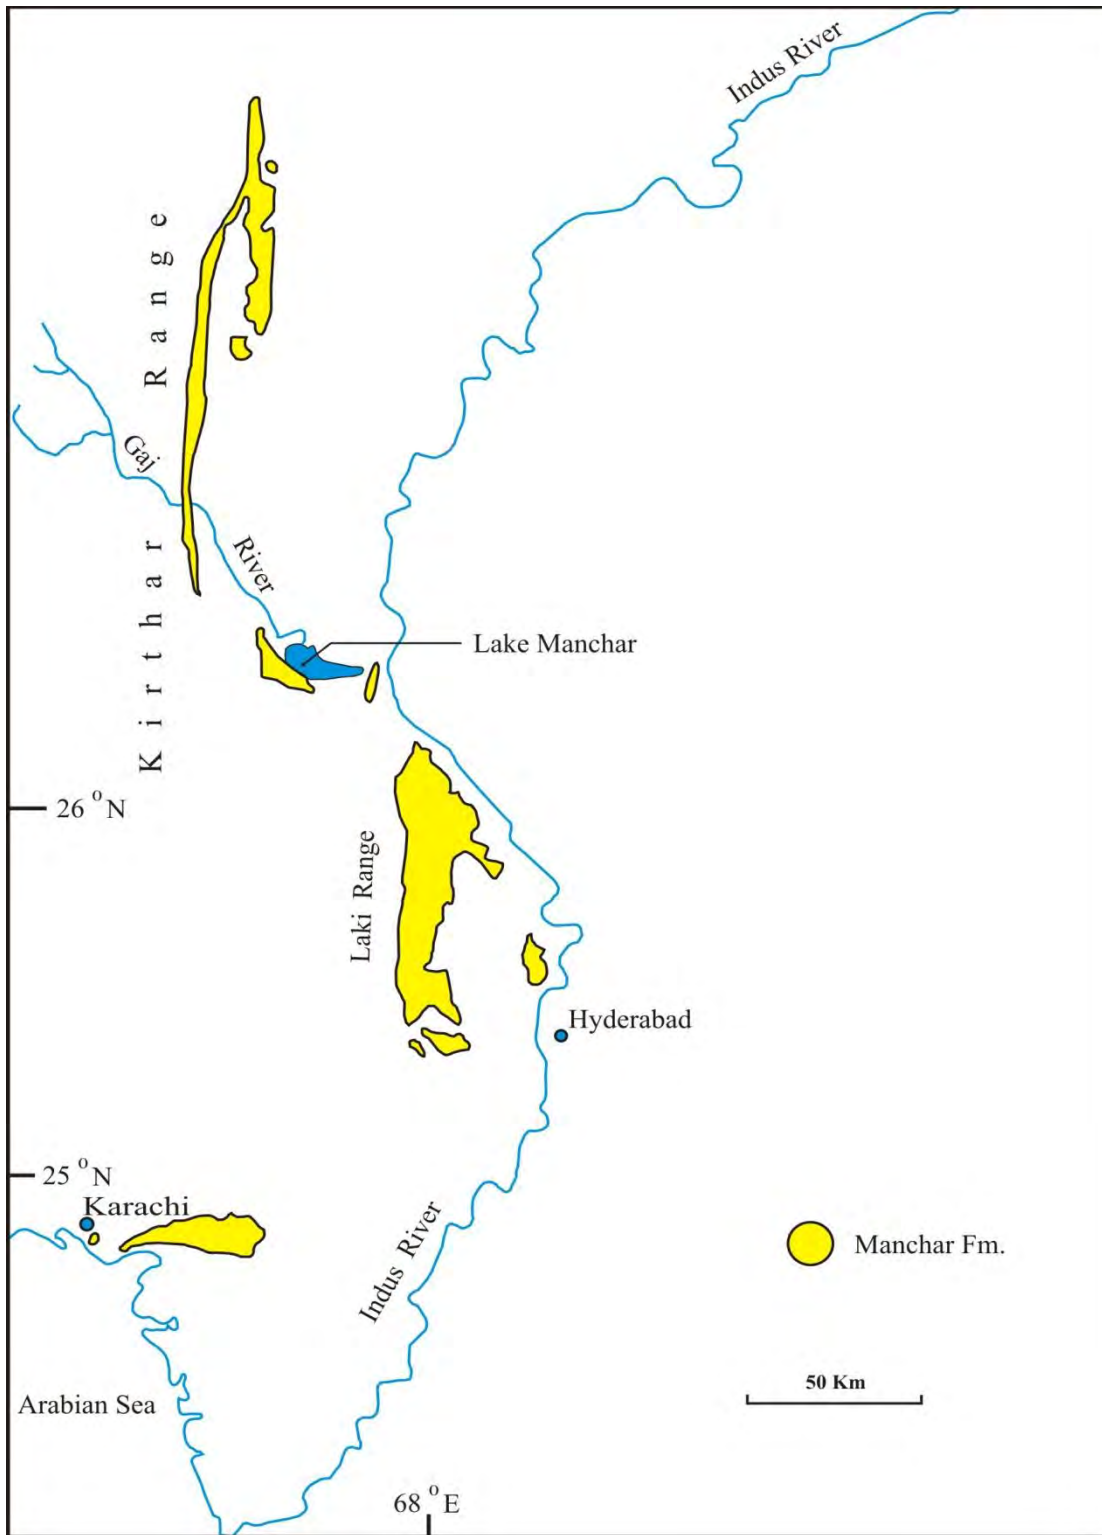 Indus River
Kirthar Range
Gaj River
Lake Manchar
26 °N
Laki Range
Hyderabad
25 °N
Karachi
Indus River
Manchar Fm.
50 Km
Arabian Sea
68 °E